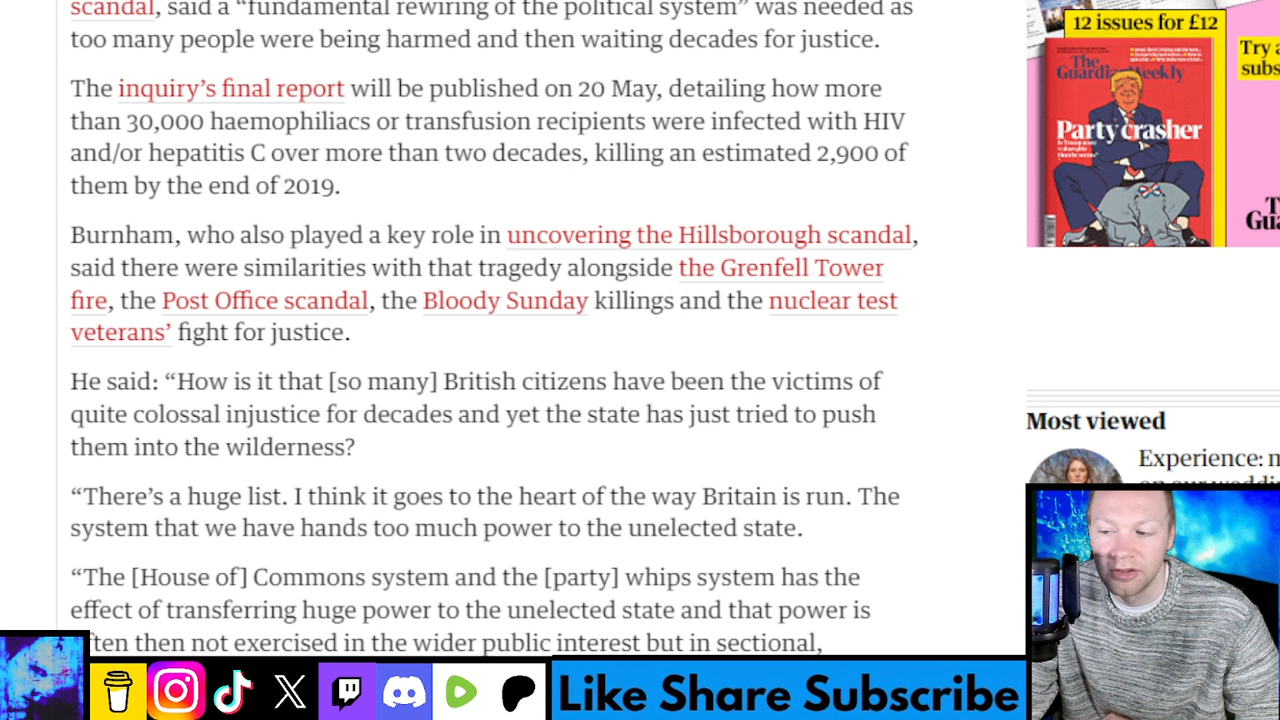 scandal, said a “fundamental rewiring of the political system” was needed as
too many people were being harmed and then waiting decades for justice.
The inquiry’s final report will be published on 20 May, detailing how more
than 30,000 haemophiliacs or transfusion recipients were infected with HIV
and/or hepatitis C over more than two decades, killing an estimated 2,900 of
them by the end of 2019.
Burnham, who also played a key role in uncovering the Hillsborough scandal,
said there were similarities with that tragedy alongside the Grenfell Tower
fire, the Post Office scandal, the Bloody Sunday killings and the nuclear test
veterans’ fight for justice.
He said: “How is it that [so many] British citizens have been the victims of
quite colossal injustice for decades and yet the state has just tried to push
them into the wilderness?
“There’s a huge list. I think it goes to the heart of the way Britain is run. The
system that we have hands too much power to the unelected state.
“The [House of] Commons system and the [party] whips system has the
effect of transferring huge power to the unelected state and that power is
often then not exercised in the wider public interest but in sectional,
12 issues for £12
The
Guardian Weekly
Party crasher
Try a
subs
Most viewed
Experience:
Like Share Subscribe